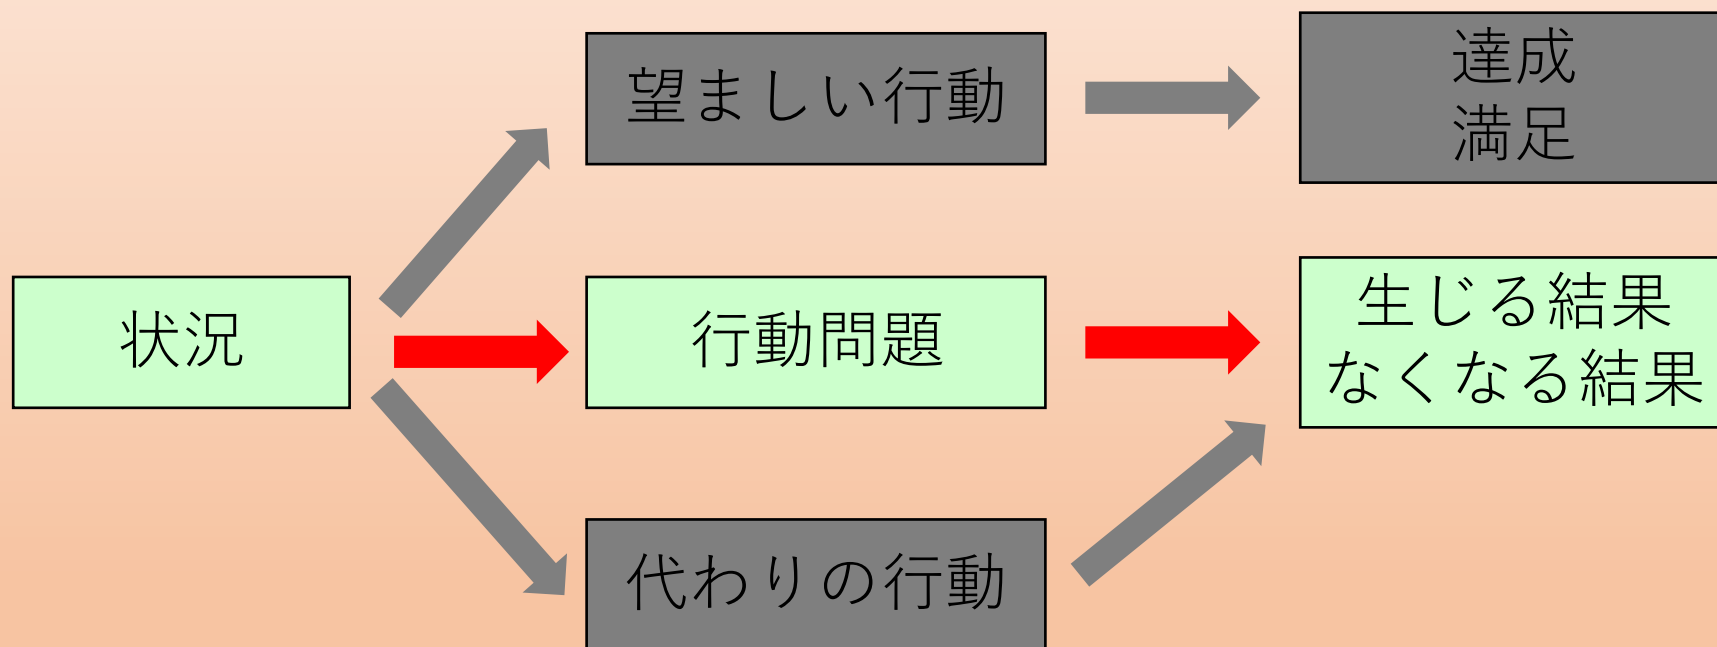 望ましい行動
達成
満足
状況
行動問題
生じる結果
なくなる結果
代わりの行動